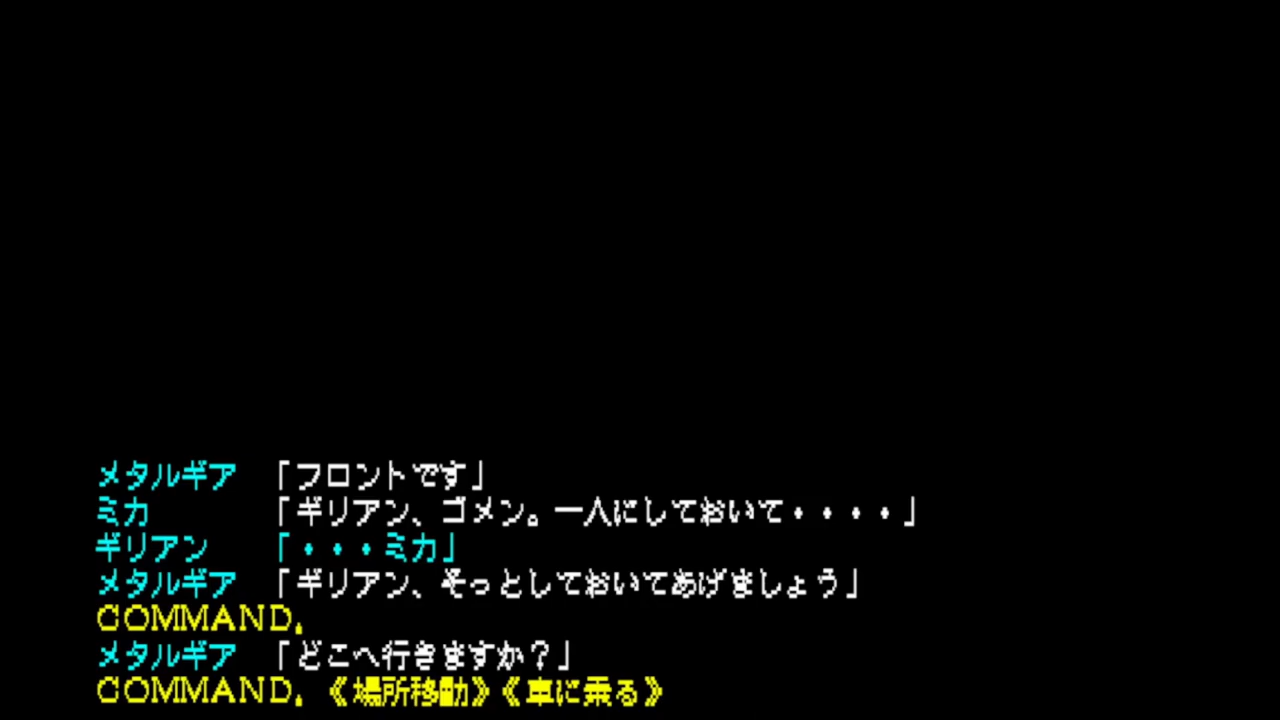 メタルギア 「フロントです」
ミカ 「ギリアン、ゴメン。一人にしておいて・・・・」
ギリアン 「・・・ミカ」
メタルギア 「ギリアン、そっとしておいてあげましょう」
COMMAND.
メタルギア 「どこへ行きますか？」
COMMAND. 《場所移動》《車に乗る》